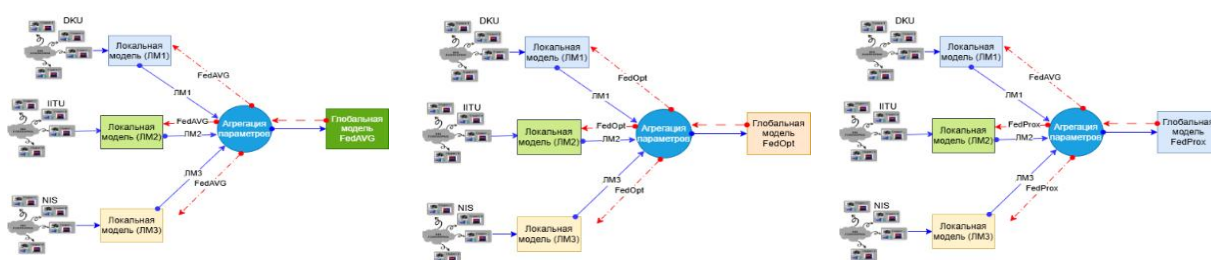 DKU
Локальная
модель (ЛМ1)
FedAVG
ЛМ1
IITU
Локальная
модель (ЛМ2)
FedAVG
ЛМ2
Агрегация
параметров
Глобальная
модель
FedAVG
ЛМ3
FedAVG
NIS
Локальная
модель (ЛМ3)
DKU
Локальная
модель (ЛМ1)
FedOpt
ЛМ1
IITU
Локальная
модель (ЛМ2)
FedOpt
ЛМ2
Агрегация
параметров
Глобальная
модель
FedOpt
ЛМ3
FedOpt
NIS
Локальная
модель (ЛМ3)
DKU
Локальная
модель (ЛМ1)
FedAVG
ЛМ1
IITU
Локальная
модель (ЛМ2)
FedProx
ЛМ2
Агрегация
параметров
Глобальная
модель
FedProx
ЛМ3
FedProx
NIS
Локальная
модель (ЛМ3)